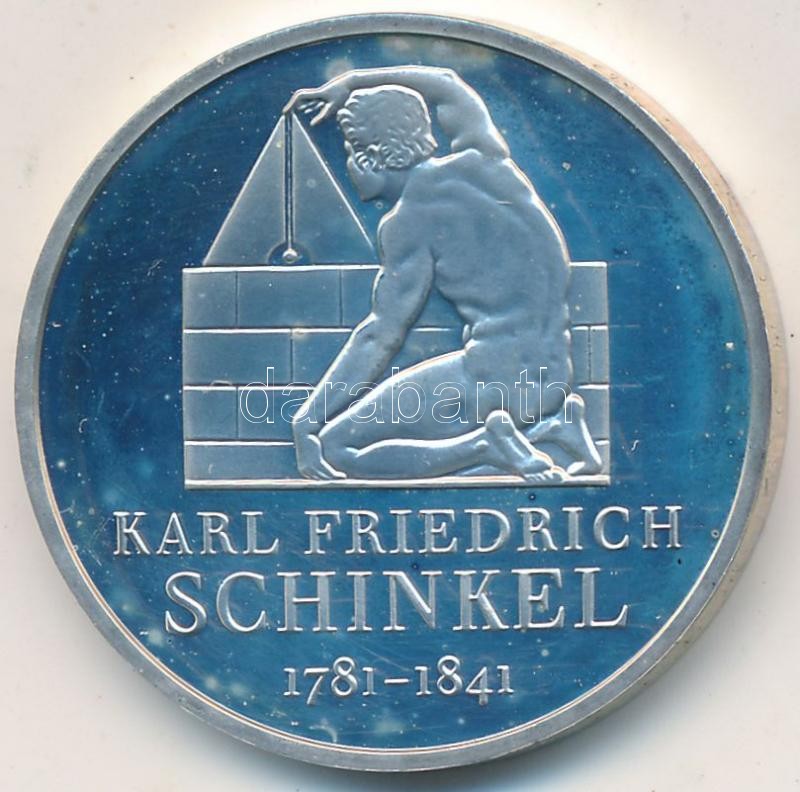 darabanth
KARL FRIEDRICH
SCHINKEL
1781-1841